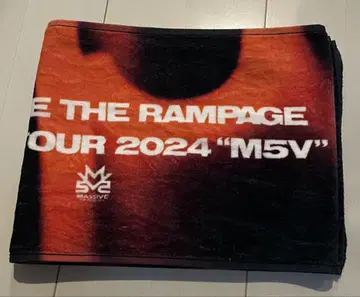 E THE RAMPAGE
OUR 2024 "M5V"
MASSIVE